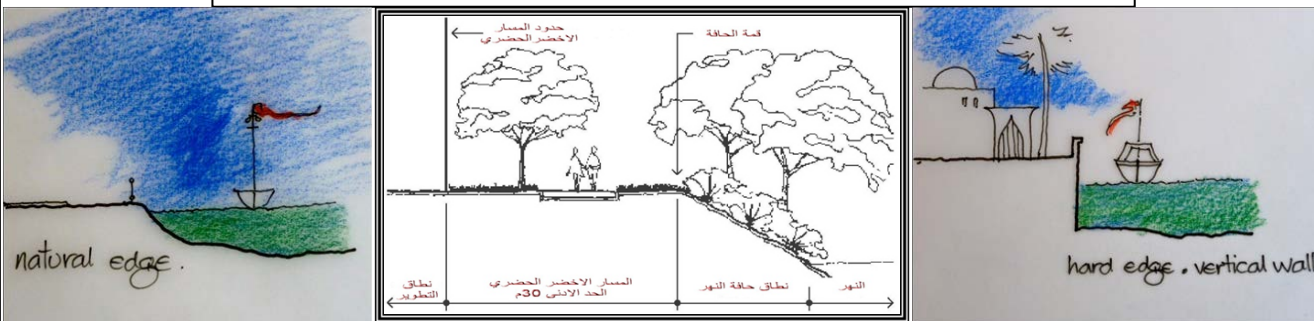 natural edge.
حدود المسار
الاخضر الحضري
قمة الحافة
نطاق
التطوير
المسار الاخضر الحضري
الحد الادنى 30م
نطاق حافة النهر
النهر
hard edge. vertical wall